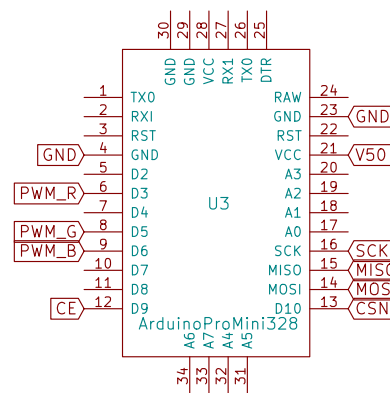 30 29 28 27 26 25
GND GND VCC RX1 TX0 DTR
1 TX0 RAW 24
2 RXI GND 23 GND
3 RST RST 22
GND 4 GND VCC 21 V50
5 D2 A3 20
PWM_R 6 D3 A2 19
7 D4 A1 18
U3
PWM_G 8 D5 A0 17
PWM_B 9 D6 SCK 16 SCK
10 D7 MISO 15 MISO
11 D8 MOSI 14 MOS
CE 12 D9 D10 13 CSN
ArduinoProMini328
A6 A7 A4 A5
34 33 32 31